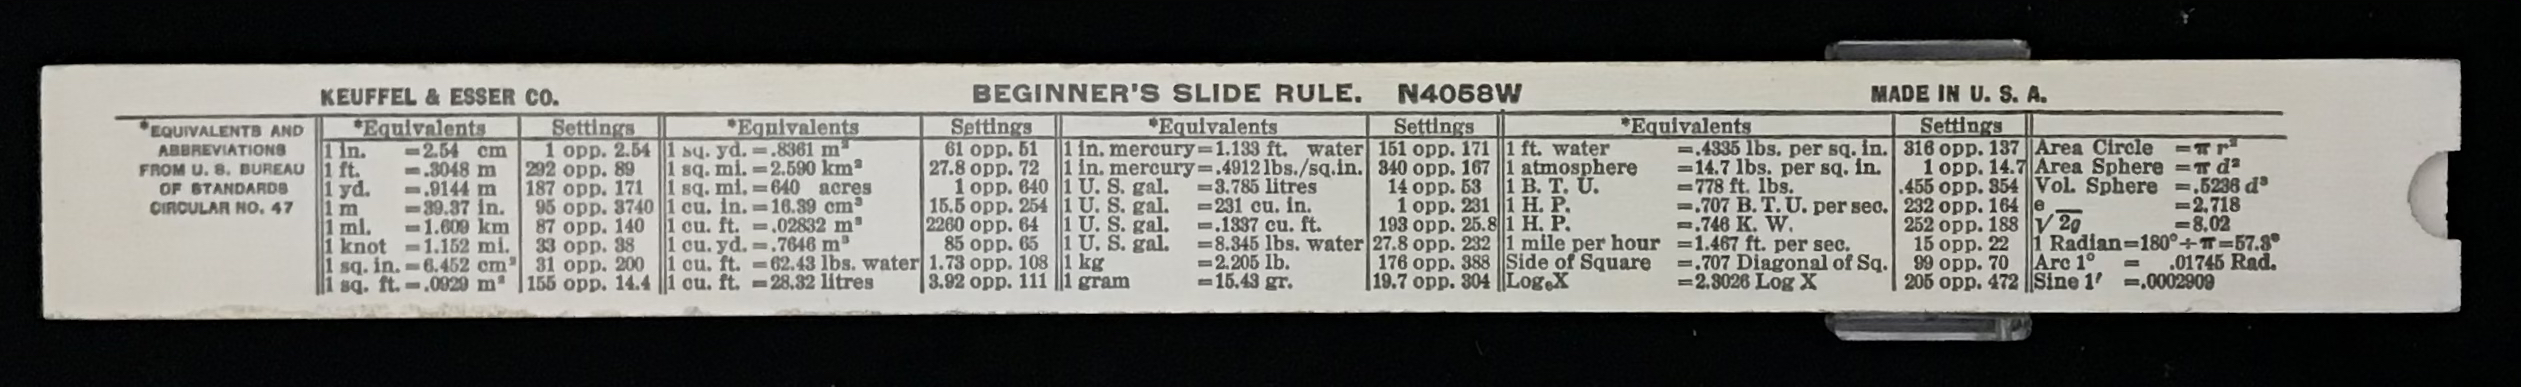 KEUFFEL & ESSER CO. BEGINNER'S SLIDE RULE. N4058W MADE IN U. S. A.
*EQUIVALENTS AND *Equivalents Settings *Equivalents Settings *Equivalents Settings *Equivalents Settings
ABBREVIATIONS 1 in. =2.54 cm 1 opp. 2.54 1 sq. yd. =.8361 m² 61 opp. 51 1 in. mercury=1.133 ft. water 151 opp. 171 1 ft. water =.4335 lbs. per sq. in. 316 opp. 137 Area Circle =π r²
FROM U. S. BUREAU 1 ft. =.3048 m 292 opp. 89 1 sq. mi. =2.590 km² 27.8 opp. 72 1 in. mercury=.4912 lbs./sq.in. 340 opp. 167 1 atmosphere =14.7 lbs. per sq. in. 1 opp. 14.7 Area Sphere =π d²
OF STANDARDS 1 yd. =.9144 m 187 opp. 171 1 sq. mi. =640 acres 1 opp. 640 1 U. S. gal. =3.785 litres 14 opp. 53 1 B. T. U. =778 ft. lbs. .455 opp. 354 Vol. Sphere =.5236 d³
CIRCULAR NO. 47 1 m =39.37 in. 95 opp. 3740 1 cu. in. =16.39 cm³ 15.5 opp. 254 1 U. S. gal. =231 cu. in. 1 opp. 231 1 H. P. =.707 B. T. U. per sec. 232 opp. 164 e =2.718
1 mi. =1.609 km 87 opp. 140 1 cu. ft. =.02832 m³ 2260 opp. 64 1 U. S. gal. =.1337 cu. ft. 193 opp. 25.8 1 H. P. =.746 K. W. 252 opp. 188 √2g =8.02
1 knot =1.152 mi. 33 opp. 38 1 cu. yd. =.7646 m³ 85 opp. 65 1 U. S. gal. =8.345 lbs. water 27.8 opp. 232 1 mile per hour =1.467 ft. per sec. 15 opp. 22 1 Radian=180°÷π=57.3°
1 sq. in. =6.452 cm² 31 opp. 200 1 cu. ft. =62.43 lbs. water 1.73 opp. 108 1 kg =2.205 lb. 176 opp. 388 Side of Square =.707 Diagonal of Sq. 99 opp. 70 Arc 1° = .01745 Rad.
1 sq. ft. =.0929 m² 155 opp. 14.4 1 cu. ft. =28.32 litres 3.92 opp. 111 1 gram =15.43 gr. 19.7 opp. 304 LogₑX =2.3026 Log X 205 opp. 472 Sine 1′ =.0002909